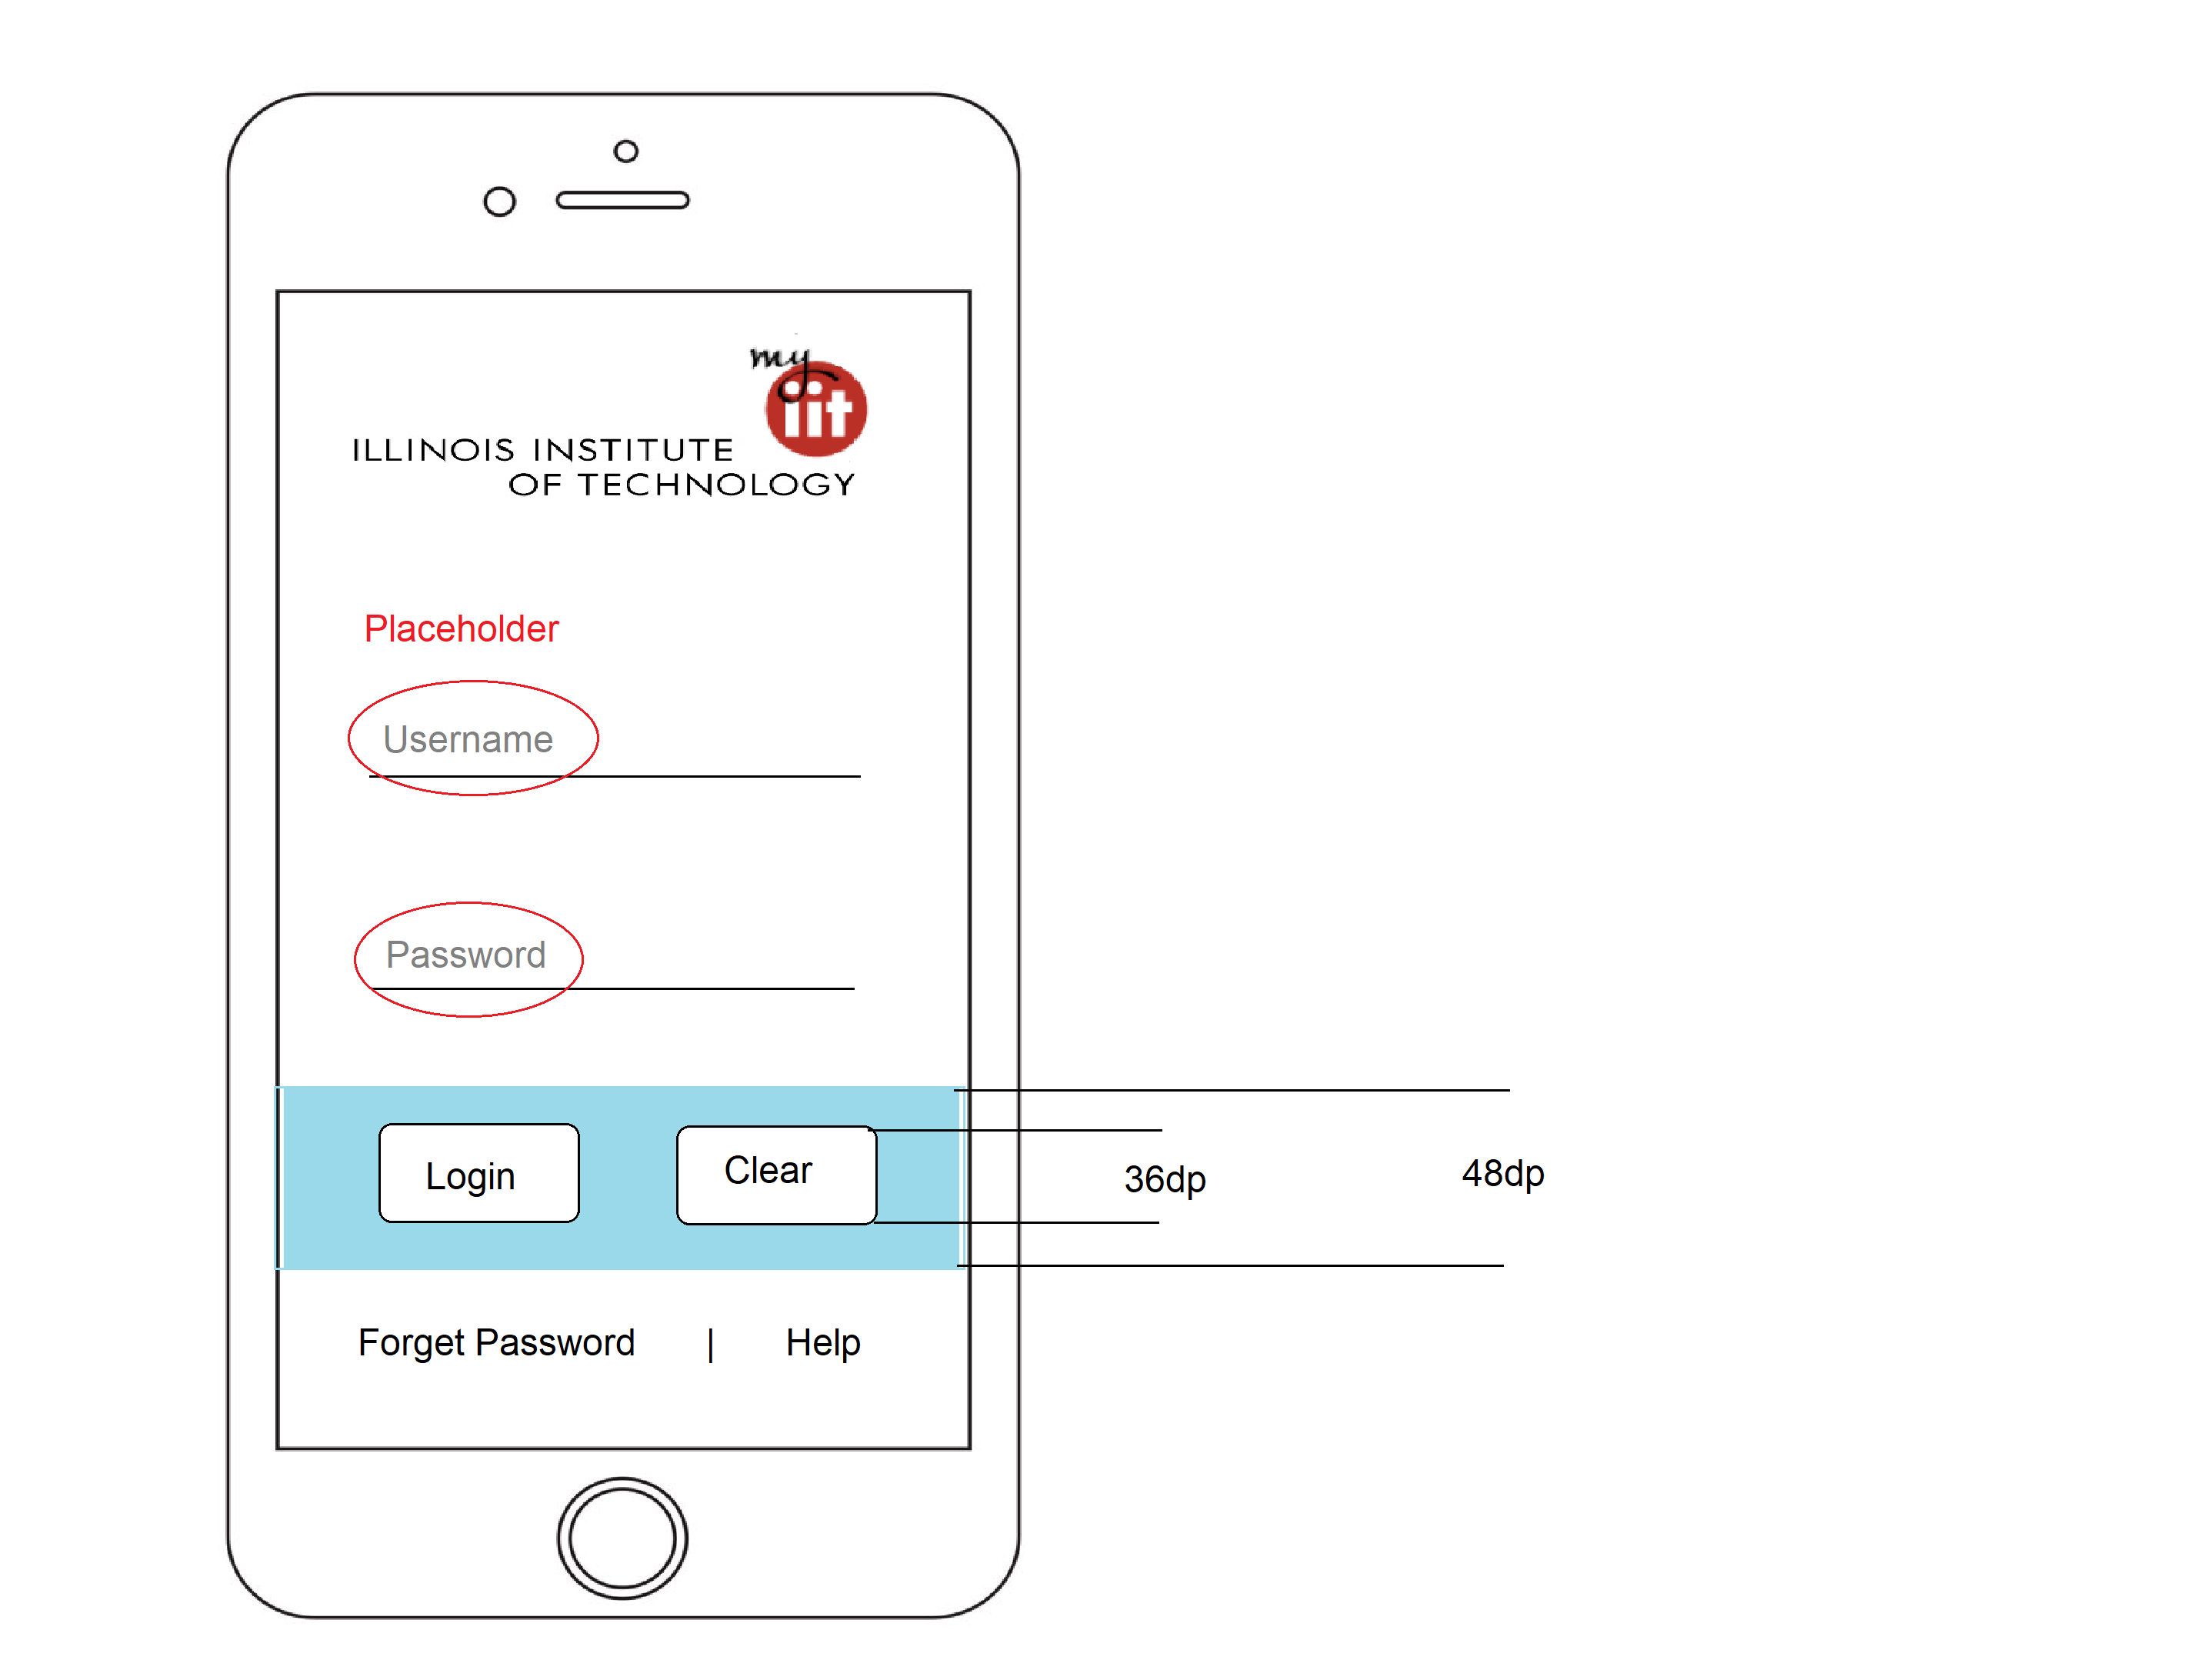 my
iit
ILLINOIS INSTITUTE
OF TECHNOLOGY
Placeholder
Username
Password
Login Clear 36dp 48dp
Forget Password | Help